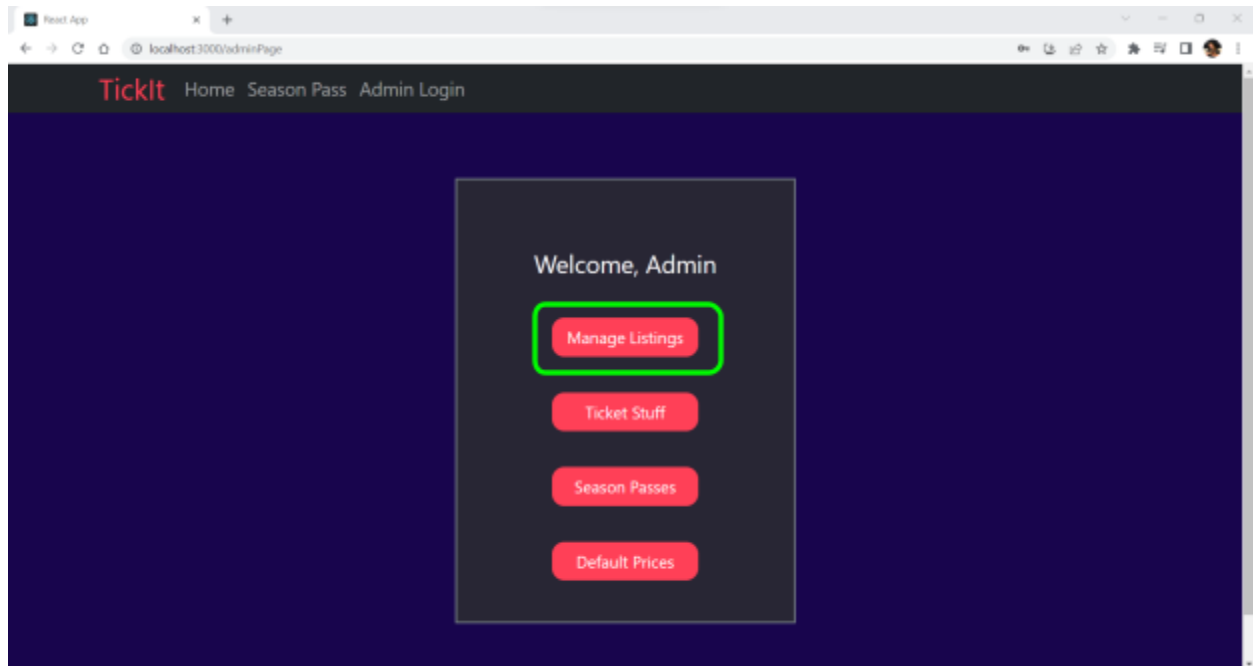 React App
localhost:3000/adminPage
TickIt Home Season Pass Admin Login
Welcome, Admin
Manage Listings
Ticket Stuff
Season Passes
Default Prices